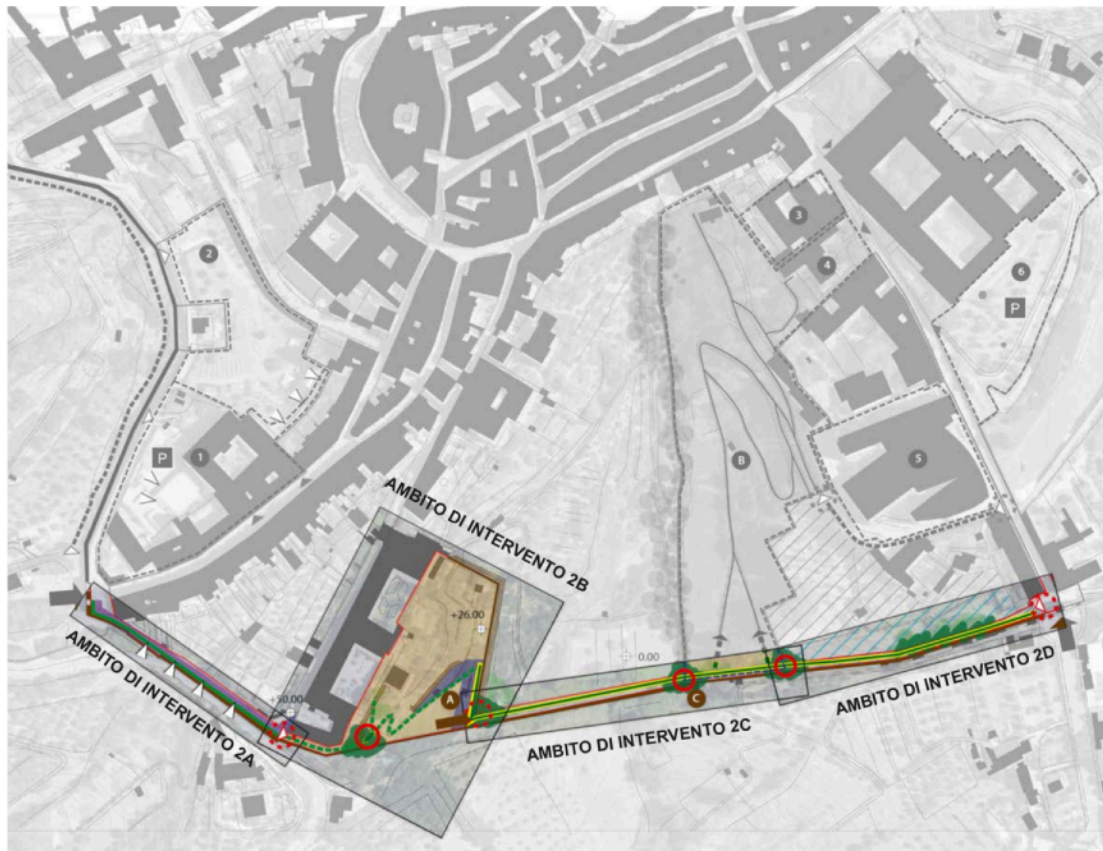 3
2
4
6
P
B
1
5
P
AMBITO DI INTERVENTO 2B
+26.00
0.00
A
C
+50.00
AMBITO DI INTERVENTO 2A
AMBITO DI INTERVENTO 2C
AMBITO DI INTERVENTO 2D